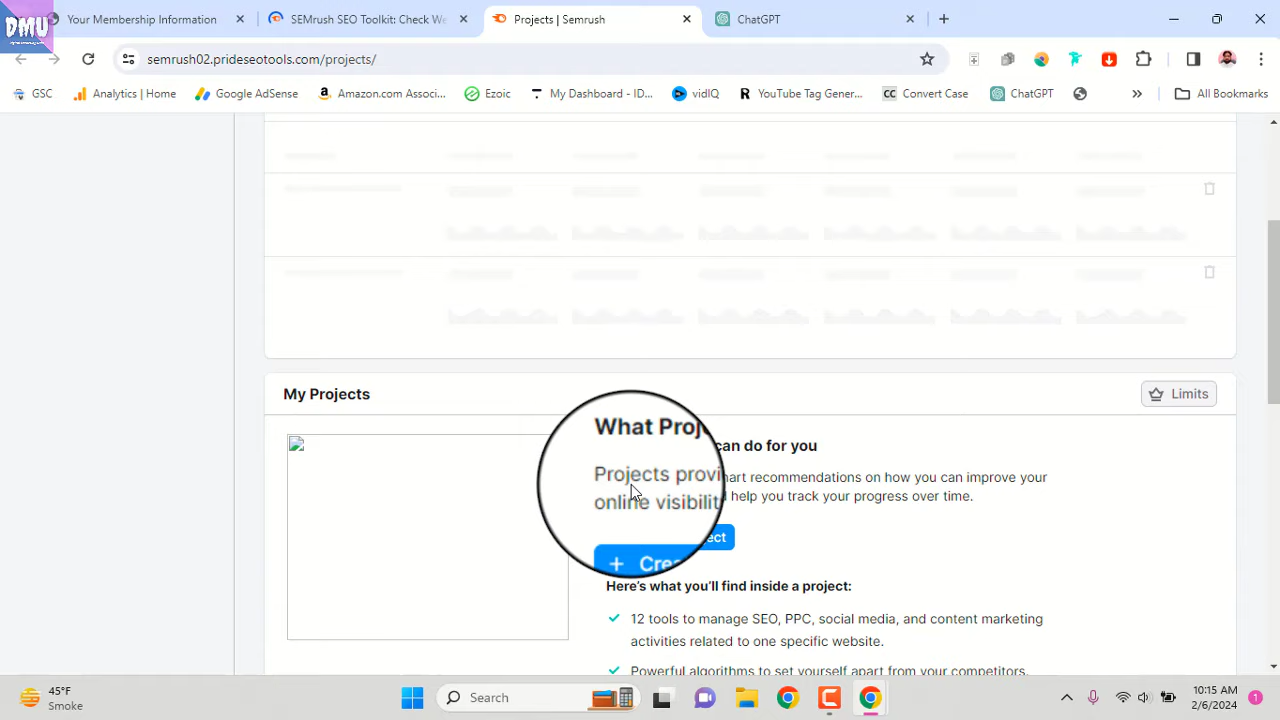 DMU
Your Membership Information
SEMrush SEO Toolkit: Check We
Projects | Semrush
ChatGPT
semrush02.prideseotools.com/projects/
GSC
Analytics | Home
Google AdSense
Amazon.com Associ...
Ezoic
My Dashboard - ID...
vidIQ
YouTube Tag Gener...
CC Convert Case
ChatGPT
All Bookmarks
My Projects
Limits
What Proj can do for you
Projects provi mart recommendations on how you can improve your
online visibilit help you track your progress over time.
+ Crea ect
Here's what you'll find inside a project:
12 tools to manage SEO, PPC, social media, and content marketing
activities related to one specific website.
Powerful algorithms to set yourself apart from your competitors.
45°F
Smoke
Search
10:15 AM
2/6/2024
1